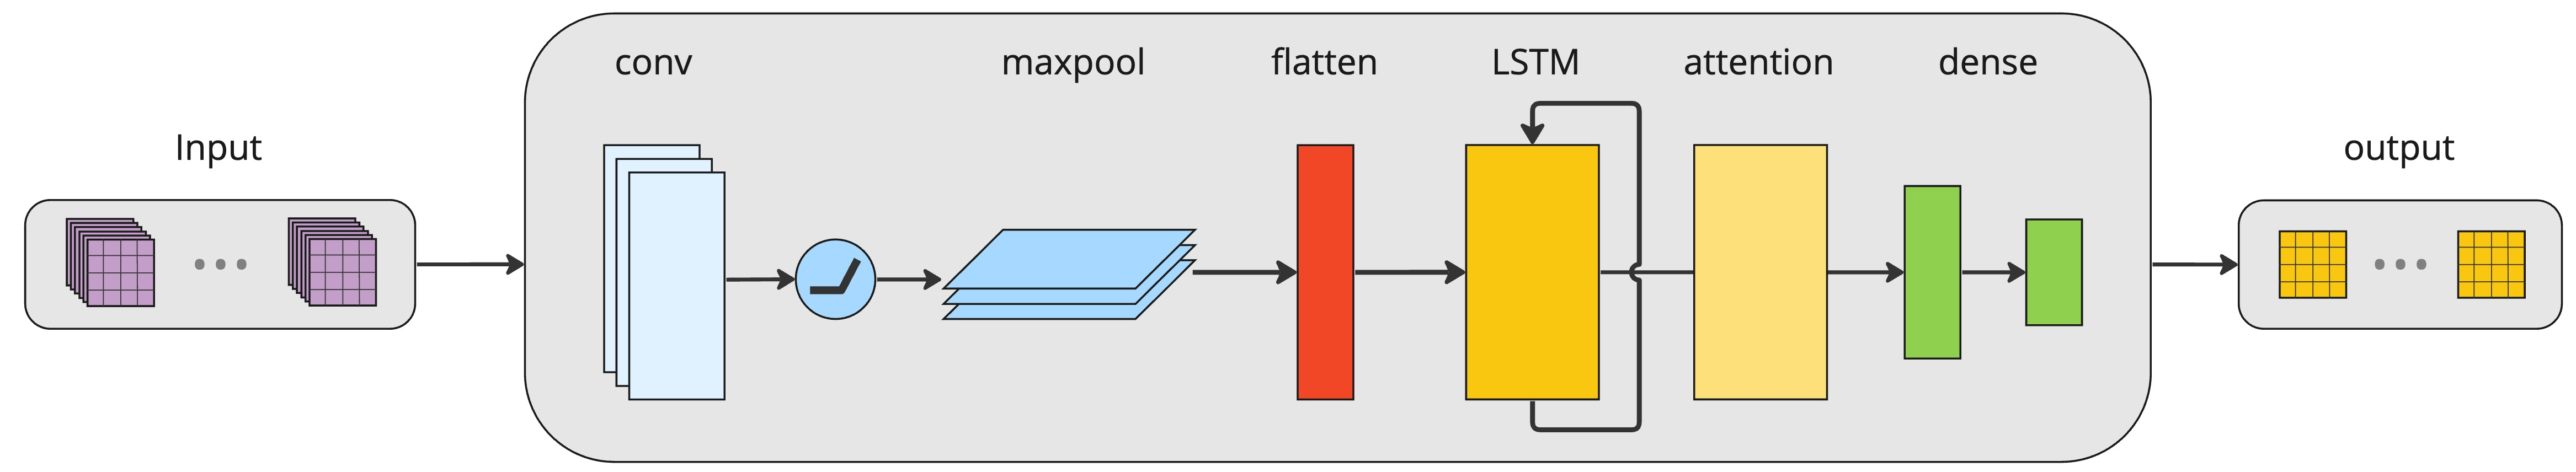 conv
maxpool
flatten
LSTM
attention
dense
Input
output